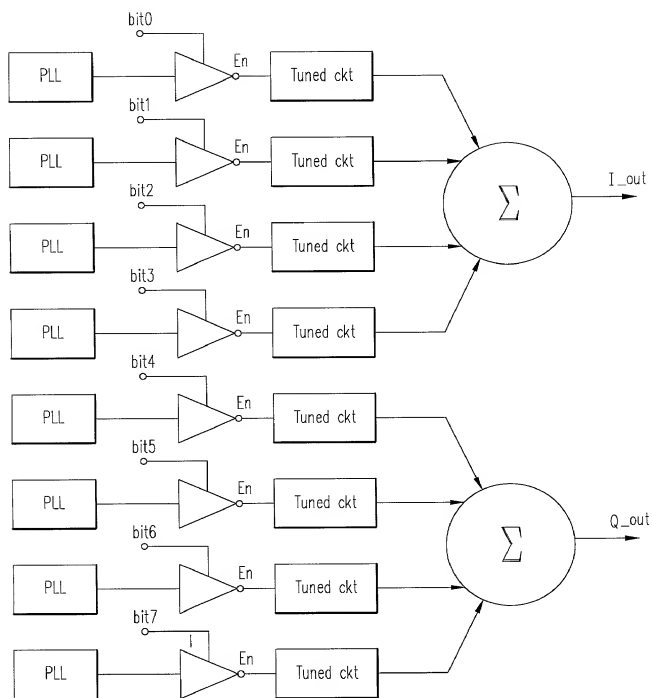 bit0
PLL
En
Tuned ckt
bit1
PLL
En
Tuned ckt
Σ
I_out
bit2
PLL
En
Tuned ckt
bit3
PLL
En
Tuned ckt
bit4
PLL
En
Tuned ckt
bit5
PLL
En
Tuned ckt
Σ
Q_out
bit6
PLL
En
Tuned ckt
bit7
PLL
En
Tuned ckt